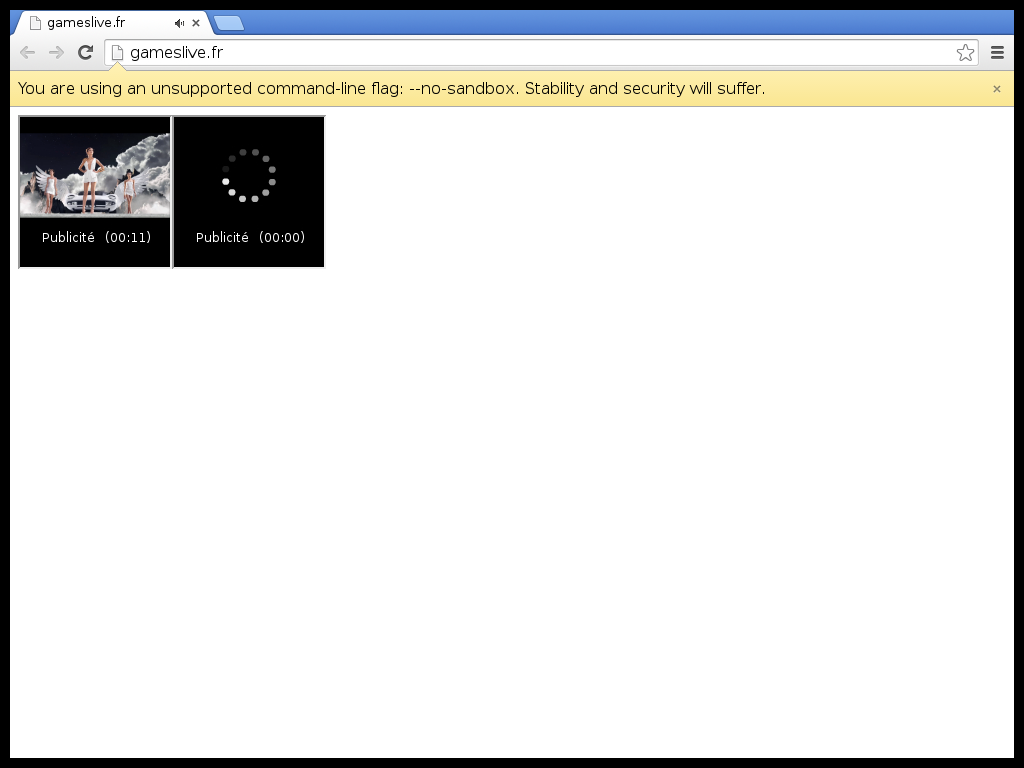 gameslive.fr
gameslive.fr
You are using an unsupported command-line flag: --no-sandbox. Stability and security will suffer.
Publicité (00:11) Publicité (00:00)